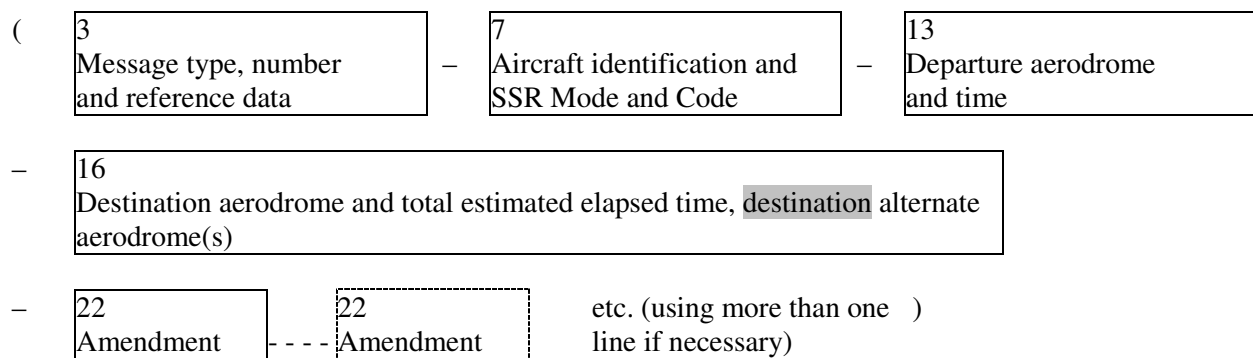 ( 3 7 13
Message type, number – Aircraft identification and – Departure aerodrome
and reference data SSR Mode and Code and time
– 16
Destination aerodrome and total estimated elapsed time, destination alternate
aerodrome(s)
– 22 22 etc. (using more than one )
Amendment - - - - Amendment line if necessary)